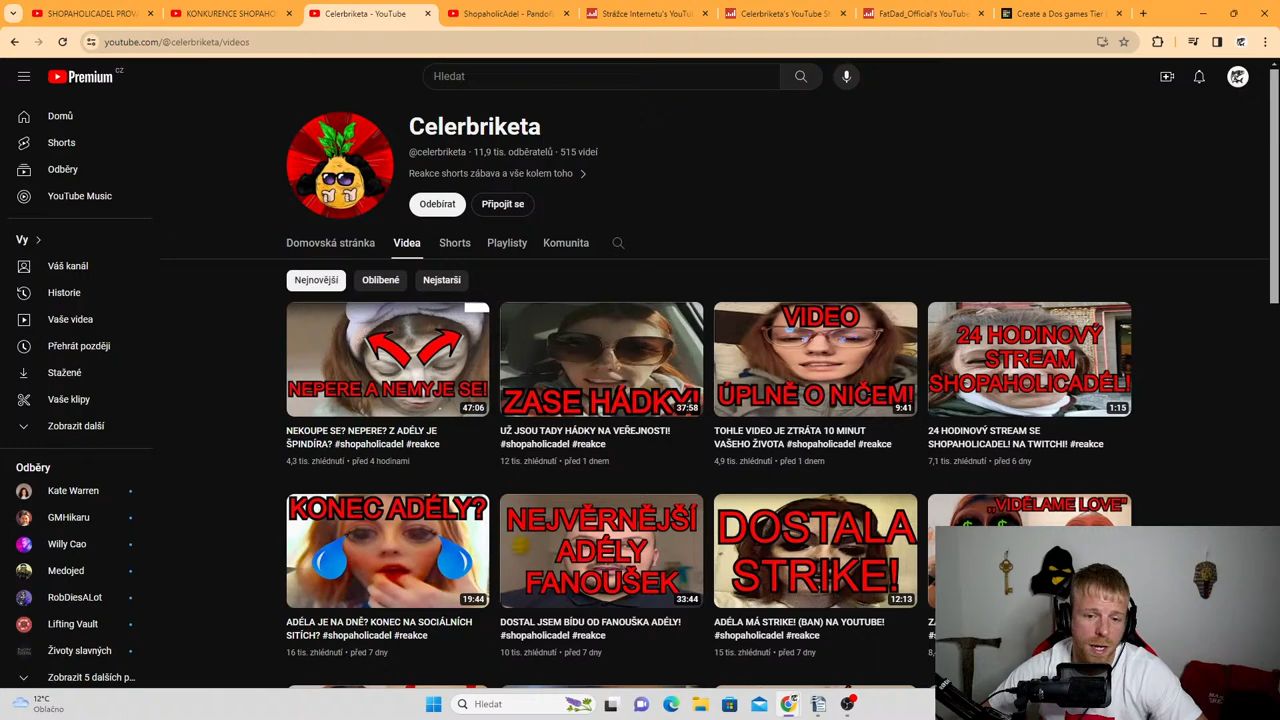 SHOPAHOLICADEL PROVA
KONKURENCE SHOPAHO
Celerbriketa - YouTube
ShopaholicAdel - Pandoř
Strážce Internetu's YouTu
Celerbriketa's YouTube St
FatDad_Official's YouTube
Create a Dos games Tier
youtube.com/@celerbriketa/videos
Premium CZ
Hledat
Domů
Shorts
Odběry
YouTube Music
Vy
Váš kanál
Historie
Vaše videa
Přehrát později
Stažené
Vaše klipy
Zobrazit další
Odběry
Kate Warren
GMHikaru
Willy Cao
Medojed
RobDiesALot
Lifting Vault
Životy slavných
Zobrazit 5 dalších p...
Celerbriketa
@celerbriketa · 11,9 tis. odběratelů · 515 videí
Reakce shorts zábava a vše kolem toho
Odebírat
Připojit se
Domovská stránka
Videa
Shorts
Playlisty
Komunita
Nejnovější
Oblíbené
Nejstarší
NEPERE A NEMYJE SE!
47:06
NEKOUPE SE? NEPERE? Z ADÉLY JE
ŠPINDÍRA? #shopaholicadel #reakce
4,3 tis. zhlédnutí • před 4 hodinami
ZASE HÁDKY!
37:58
UŽ JSOU TADY HÁDKY NA VEŘEJNOSTI!
#shopaholicadel #reakce
12 tis. zhlédnutí • před 1 dnem
VIDEO
ÚPLNĚ O NIČEM!
9:41
TOHLE VIDEO JE ZTRÁTA 10 MINUT
VAŠEHO ŽIVOTA #shopaholicadel #reakce
4,9 tis. zhlédnutí • před 1 dnem
24 HODINOVÝ
STREAM
SHOPAHOLICADÉL!
1:15
24 HODINOVÝ STREAM SE
SHOPAHOLICADEL! NA TWITCHI! #reakce
7,1 tis. zhlédnutí • před 6 dny
KONEC ADÉLY?
19:44
ADÉLA JE NA DNĚ? KONEC NA SOCIÁLNÍCH
SÍTÍCH? #shopaholicadel #reakce
16 tis. zhlédnutí • před 7 dny
NEJVĚRNĚJŠÍ
ADÉLY
FANOUŠEK
33:44
DOSTAL JSEM BÍDU OD FANOUŠKA ADÉLY!
#shopaholicadel #reakce
10 tis. zhlédnutí • před 7 dny
DOSTALA
STRIKE!
12:13
ADÉLA MÁ STRIKE! (BAN) NA YOUTUBE!
#shopaholicadel #reakce
15 tis. zhlédnutí • před 7 dny
,,VIDĚLAME LOVE"
12°C
Oblačno
Hledat